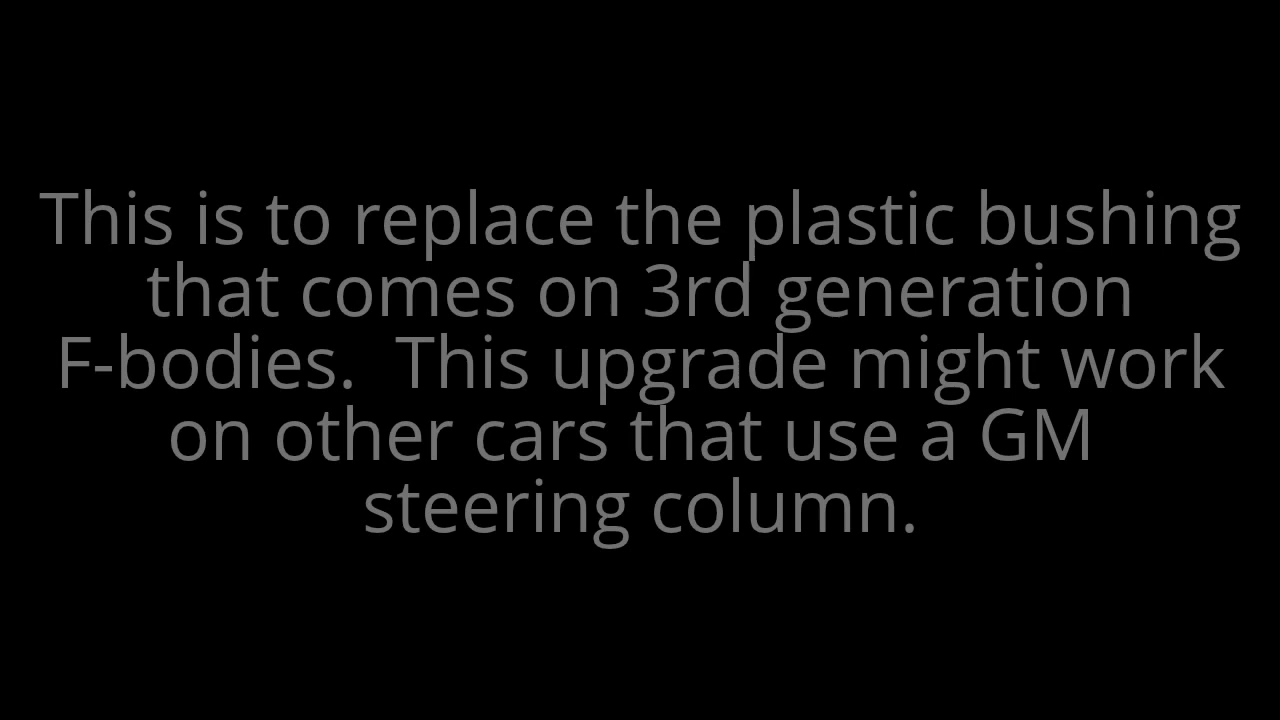 This is to replace the plastic bushing
that comes on 3rd generation
F-bodies.  This upgrade might work
on other cars that use a GM
steering column.